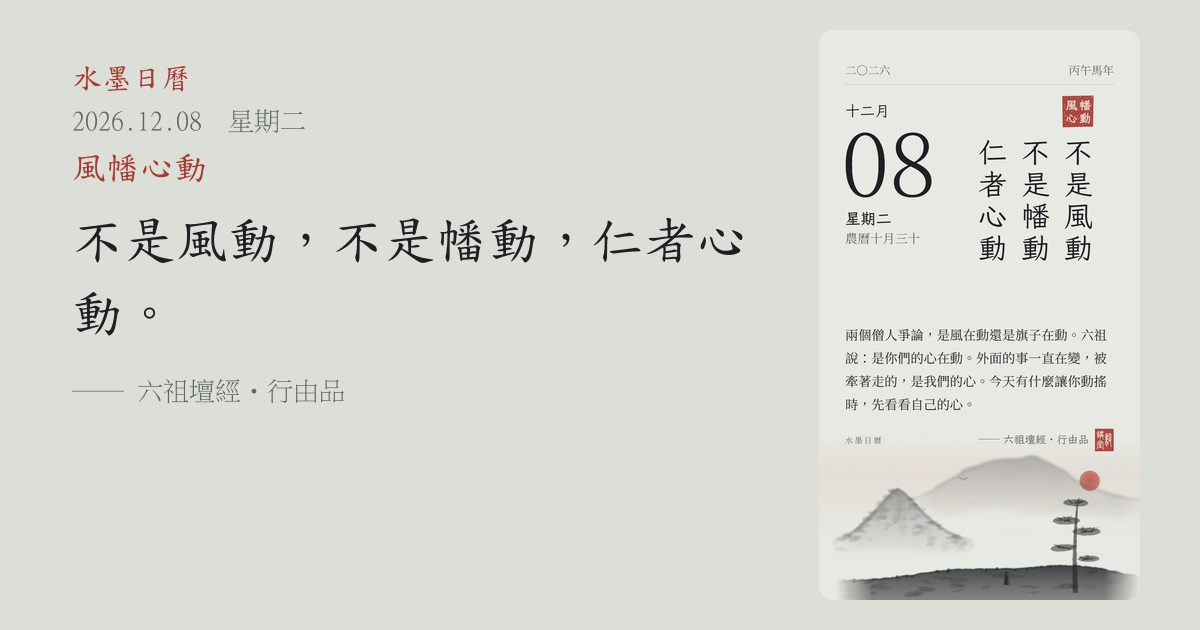 水墨日曆
2026.12.08 星期二
風幡心動
不是風動，不是幡動，仁者心
動。
—— 六祖壇經・行由品
二〇二六
丙午馬年
十二月
08
星期二
農曆十月三十
風幡
心動
不是風動
不是幡動
仁者心動
兩個僧人爭論，是風在動還是旗子在動。六祖
說：是你們的心在動。外面的事一直在變，被
牽著走的，是我們的心。今天有什麼讓你動搖
時，先看看自己的心。
水墨日曆
—— 六祖壇經・行由品